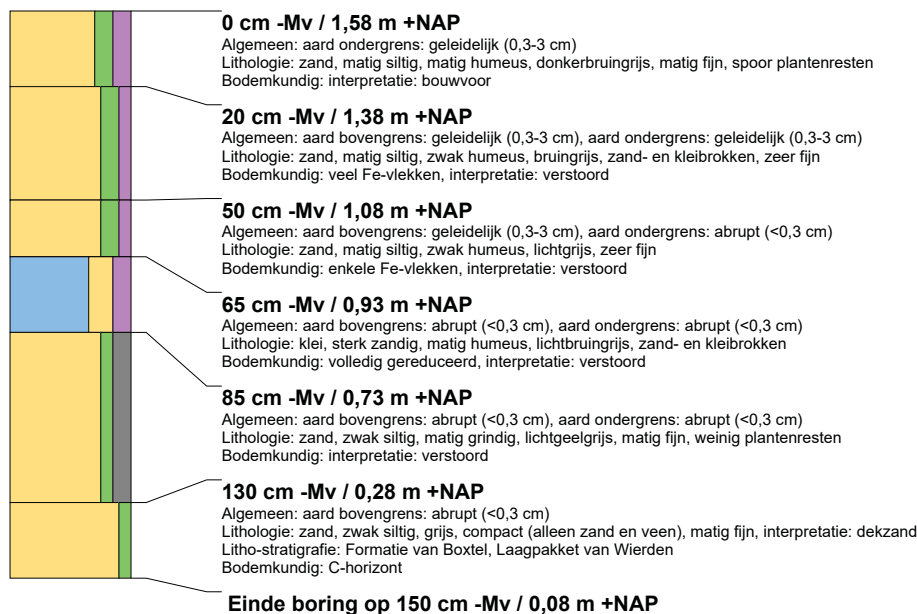 0 cm -Mv / 1,58 m +NAP
Algemeen: aard ondergrens: geleidelijk (0,3-3 cm)
Lithologie: zand, matig siltig, matig humeus, donkerbruingrijs, matig fijn, spoor plantenresten
Bodemkundig: interpretatie: bouwvoor
20 cm -Mv / 1,38 m +NAP
Algemeen: aard bovengrens: geleidelijk (0,3-3 cm), aard ondergrens: geleidelijk (0,3-3 cm)
Lithologie: zand, matig siltig, zwak humeus, bruingrijs, zand- en kleibrokken, zeer fijn
Bodemkundig: veel Fe-vlekken, interpretatie: verstoord
50 cm -Mv / 1,08 m +NAP
Algemeen: aard bovengrens: geleidelijk (0,3-3 cm), aard ondergrens: abrupt (<0,3 cm)
Lithologie: zand, matig siltig, zwak humeus, lichtgrijs, zeer fijn
Bodemkundig: enkele Fe-vlekken, interpretatie: verstoord
65 cm -Mv / 0,93 m +NAP
Algemeen: aard bovengrens: abrupt (<0,3 cm), aard ondergrens: abrupt (<0,3 cm)
Lithologie: klei, sterk zandig, matig humeus, lichtbruingrijs, zand- en kleibrokken
Bodemkundig: volledig gereduceerd, interpretatie: verstoord
85 cm -Mv / 0,73 m +NAP
Algemeen: aard bovengrens: abrupt (<0,3 cm), aard ondergrens: abrupt (<0,3 cm)
Lithologie: zand, zwak siltig, matig grindig, lichtgeelgrijs, matig fijn, weinig plantenresten
Bodemkundig: interpretatie: verstoord
130 cm -Mv / 0,28 m +NAP
Algemeen: aard bovengrens: abrupt (<0,3 cm)
Lithologie: zand, zwak siltig, grijs, compact (alleen zand en veen), matig fijn, interpretatie: dekzand
Litho-stratigrafie: Formatie van Boxtel, Laagpakket van Wierden
Bodemkundig: C-horizont
Einde boring op 150 cm -Mv / 0,08 m +NAP